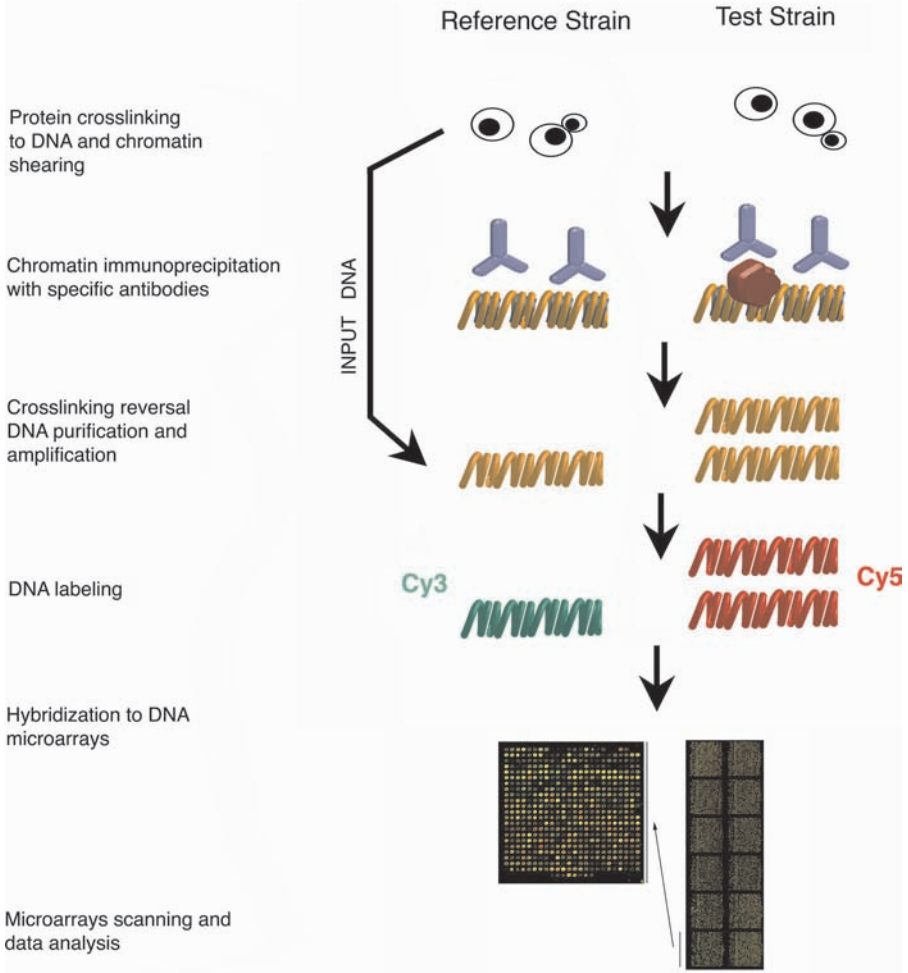 Reference Strain
Test Strain
Protein crosslinking
to DNA and chromatin
shearing
Chromatin immunoprecipitation
with specific antibodies
INPUT DNA
Crosslinking reversal
DNA purification and
amplification
DNA labeling
Cy3
Cy5
Hybridization to DNA
microarrays
Microarrays scanning and
data analysis